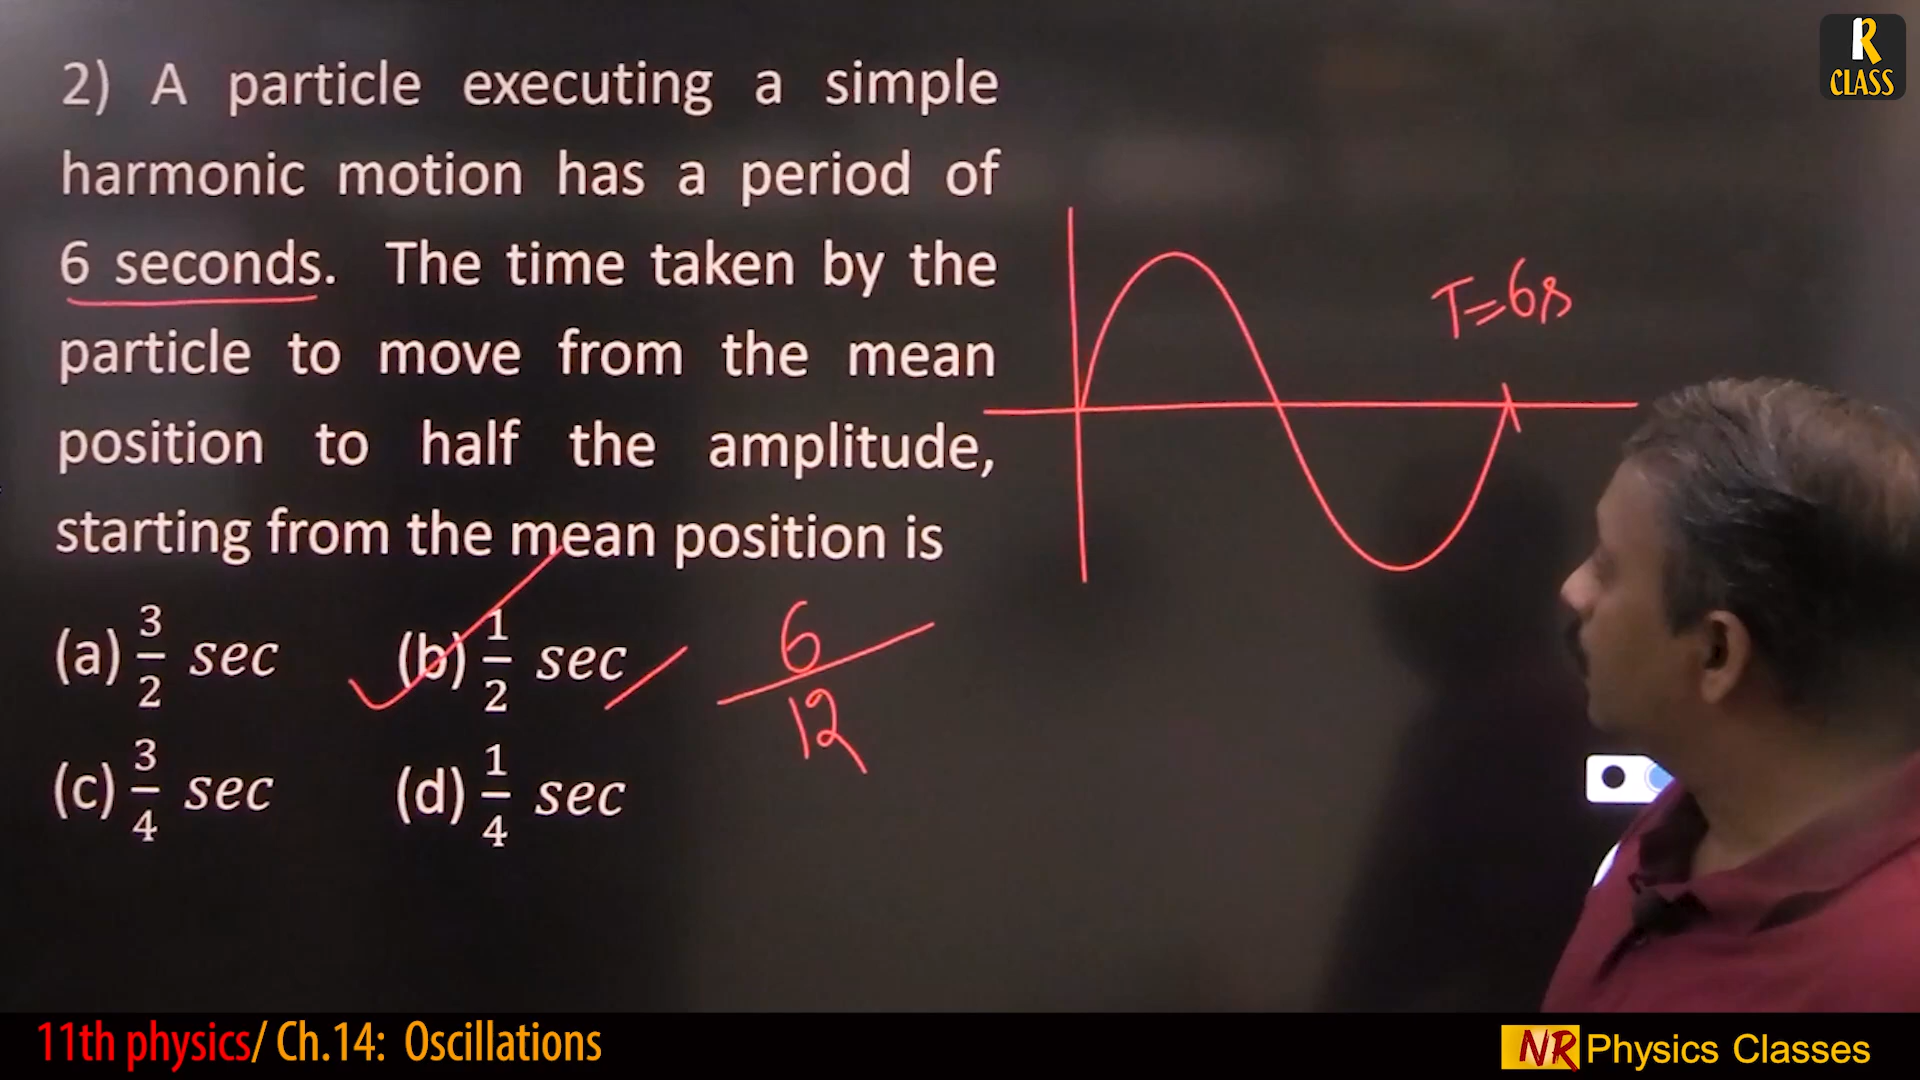 R
CLASS
2) A particle executing a simple
harmonic motion has a period of
6 seconds. The time taken by the
particle to move from the mean
position to half the amplitude,
starting from the mean position is
(a) 3/2 sec (b) 1/2 sec
(c) 3/4 sec (d) 1/4 sec
6/12
T=6s
11th physics/ Ch.14: Oscillations
NR Physics Classes